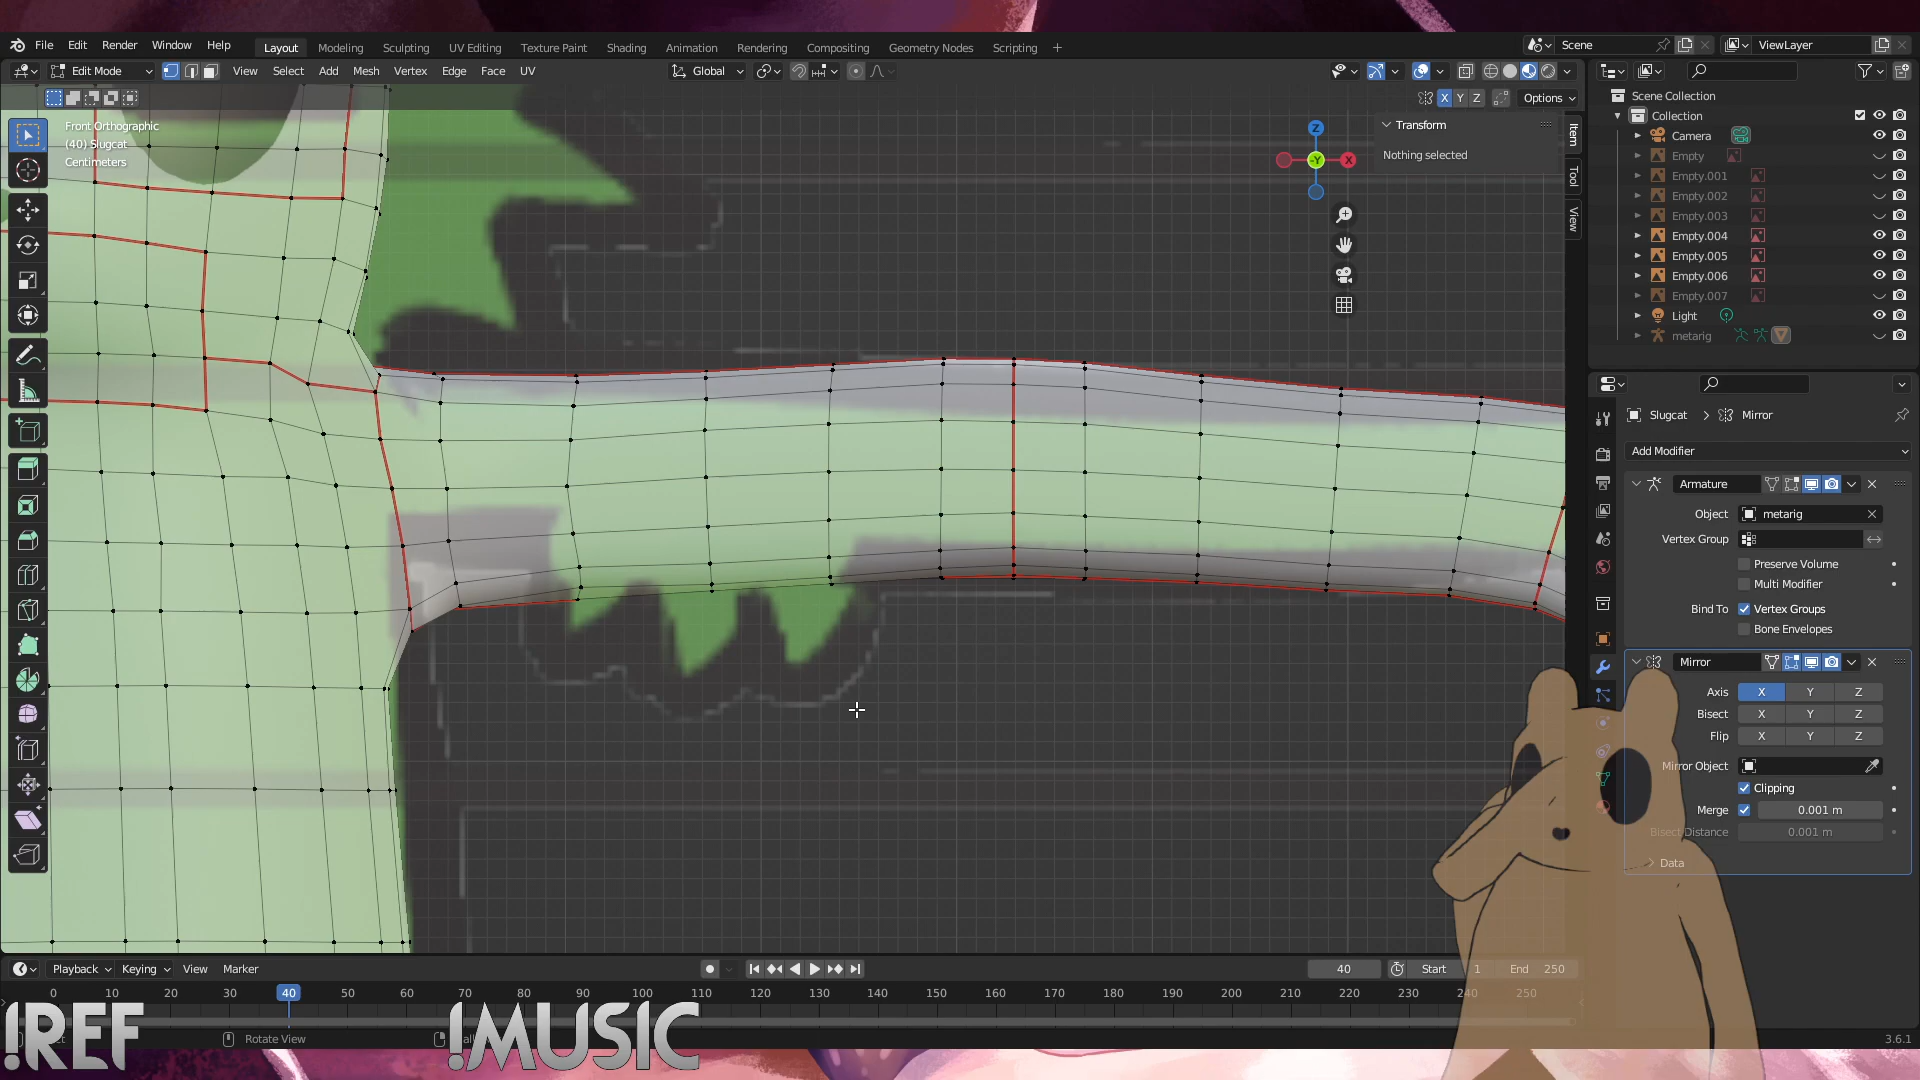 File Edit Render Window Help Layout Modeling Sculpting UV Editing Texture Paint Shading Animation Rendering Compositing Geometry Nodes Scripting + Scene ViewLayer
Edit Mode View Select Add Mesh Vertex Edge Face UV Global
X Y Z Options
Front Orthographic
(40) Slugcat
Centimeters
Z
-Y X
Transform
Nothing selected
Item
Tool
View
Scene Collection
Collection
Camera
Empty
Empty.001
Empty.002
Empty.003
Empty.004
Empty.005
Empty.006
Empty.007
Light
metarig
Slugcat > Mirror
Add Modifier
Armature
Object metarig
Vertex Group
Preserve Volume
Multi Modifier
Bind To Vertex Groups
Bone Envelopes
Mirror
Axis X Y Z
Bisect X Y Z
Flip X Y Z
Mirror Object
Clipping
Merge 0.001 m
Bisect Distance 0.001 m
Data
Playback Keying View Marker 40 Start 1 End 250
0 10 20 30 40 50 60 70 80 90 100 110 120 130 140 150 160 170 180 190 200 210 220 230 240 250
!REF !MUSIC
Rotate View
3.6.1